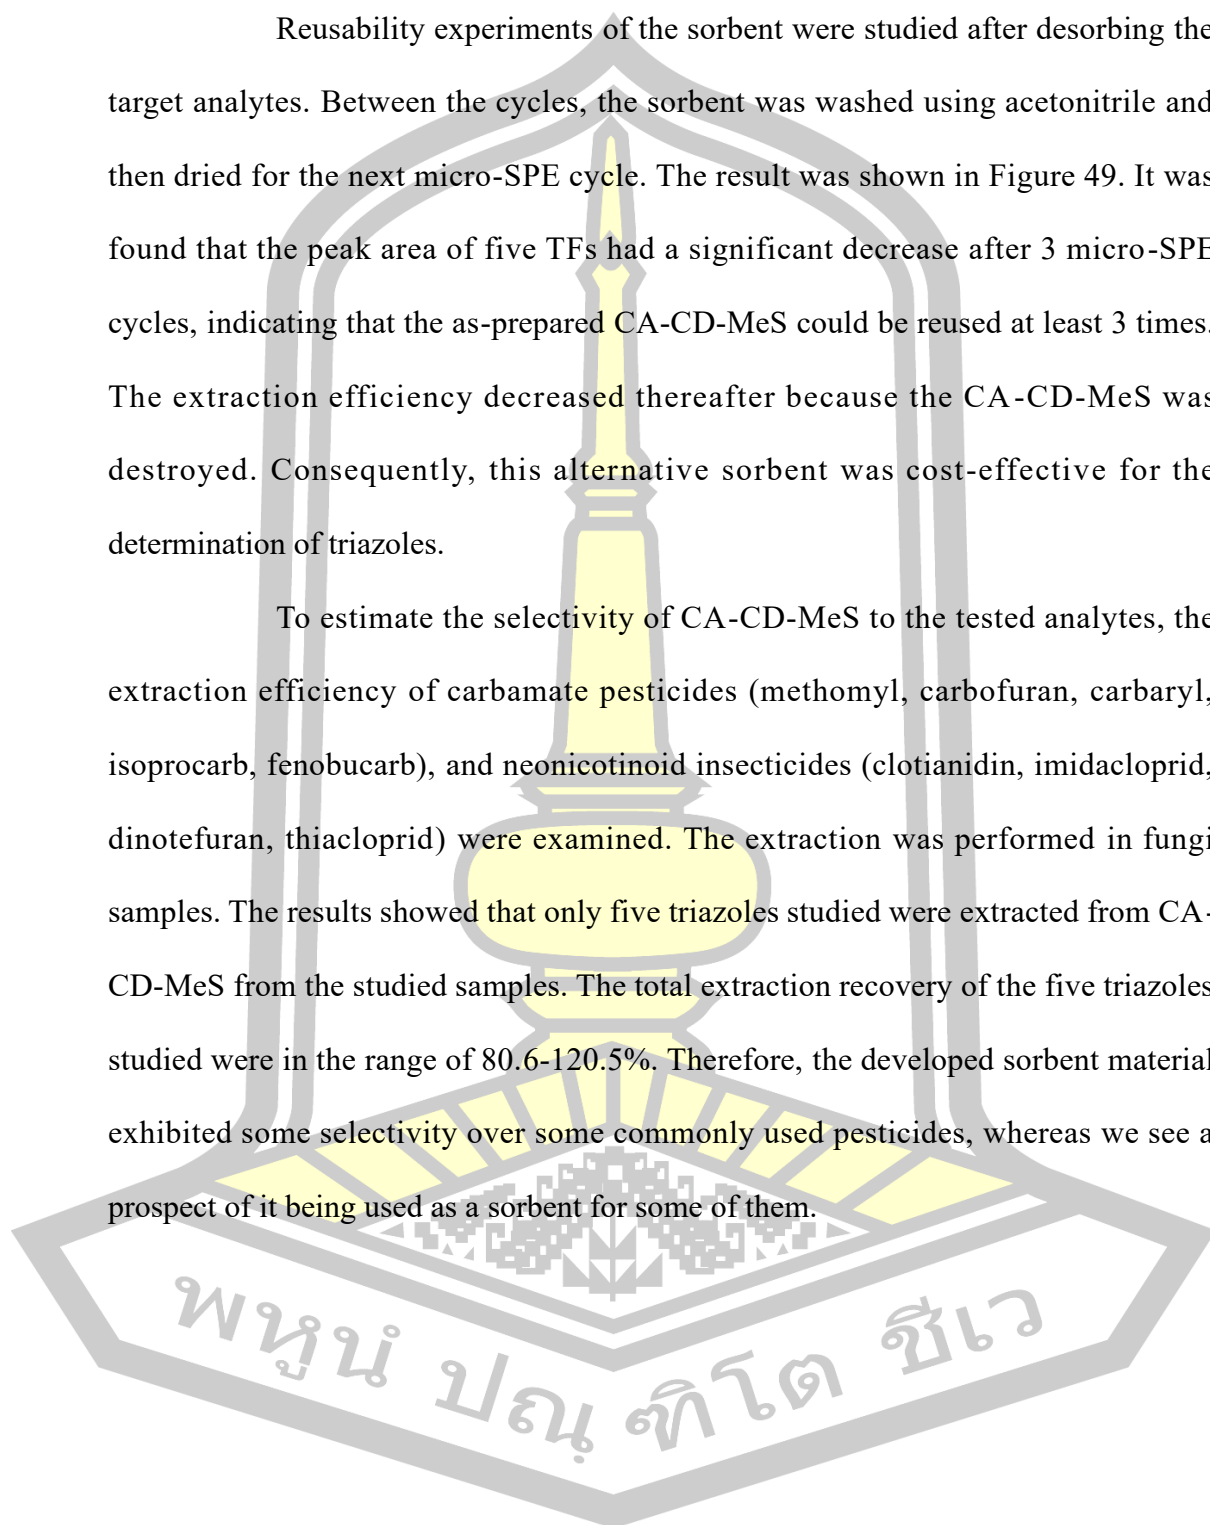 Reusability experiments of the sorbent were studied after desorbing the
target analytes. Between the cycles, the sorbent was washed using acetonitrile and
then dried for the next micro-SPE cycle. The result was shown in Figure 49. It was
found that the peak area of five TFs had a significant decrease after 3 micro-SPE
cycles, indicating that the as-prepared CA-CD-MeS could be reused at least 3 times.
The extraction efficiency decreased thereafter because the CA-CD-MeS was
destroyed. Consequently, this alternative sorbent was cost-effective for the
determination of triazoles.
To estimate the selectivity of CA-CD-MeS to the tested analytes, the
extraction efficiency of carbamate pesticides (methomyl, carbofuran, carbaryl,
isoprocarb, fenobucarb), and neonicotinoid insecticides (clotianidin, imidacloprid,
dinotefuran, thiacloprid) were examined. The extraction was performed in fungi
samples. The results showed that only five triazoles studied were extracted from CA-
CD-MeS from the studied samples. The total extraction recovery of the five triazoles
studied were in the range of 80.6-120.5%. Therefore, the developed sorbent material
exhibited some selectivity over some commonly used pesticides, whereas we see a
prospect of it being used as a sorbent for some of them.
พหูนํ ปณฺ ฑิโต ชีเว